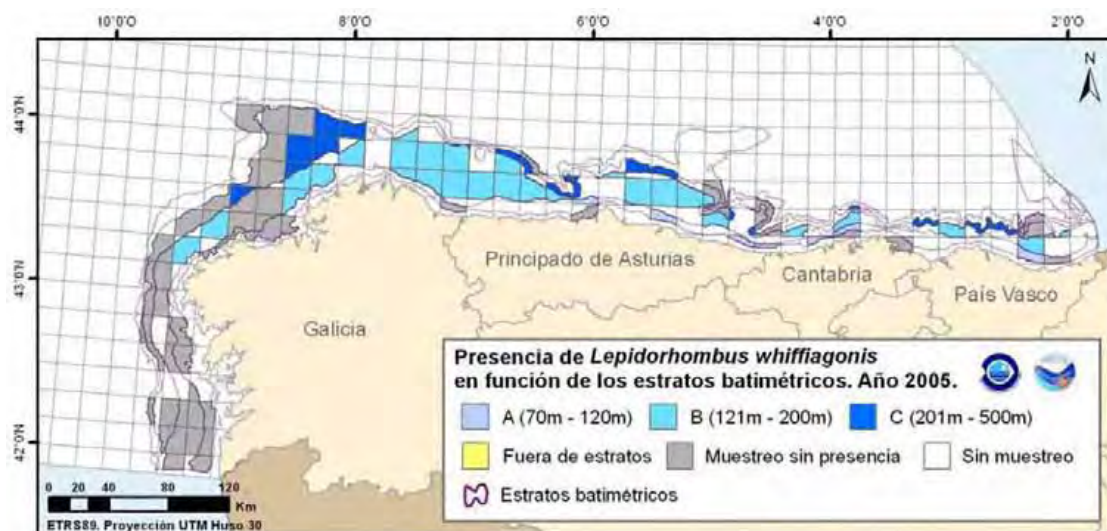 10°0'O 8°0'O 6°0'O 4°0'O 2°0'O
N
44°0'N
43°0'N
42°0'N
Principado de Asturias
Cantabria
País Vasco
Galicia
Presencia de Lepidorhombus whiffiagonis
en función de los estratos batimétricos. Año 2005.
A (70m - 120m) B (121m - 200m) C (201m - 500m)
Fuera de estratos Muestreo sin presencia Sin muestreo
Estratos batimétricos
0 20 40 80 120
Km
ETRS89. Proyección UTM Huso 30